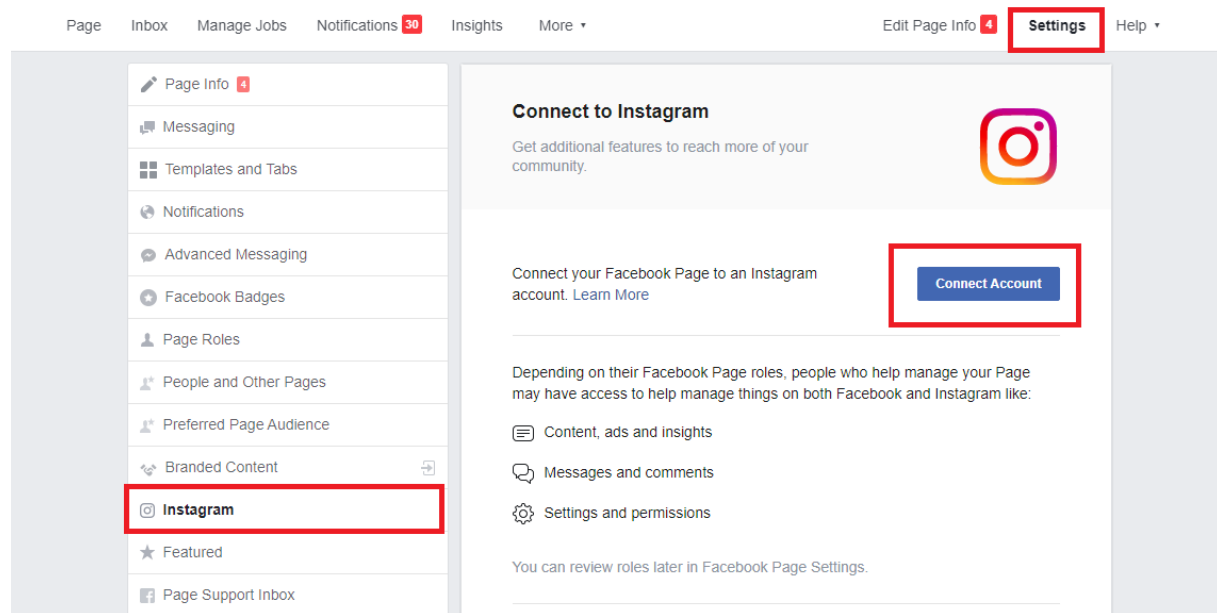 Page Inbox Manage Jobs Notifications 30 Insights More Edit Page Info 4 Settings Help
Page Info 4
Messaging
Templates and Tabs
Notifications
Advanced Messaging
Facebook Badges
Page Roles
People and Other Pages
Preferred Page Audience
Branded Content
Instagram
Featured
Page Support Inbox
Connect to Instagram
Get additional features to reach more of your
community.
Connect your Facebook Page to an Instagram
account. Learn More
Connect Account
Depending on their Facebook Page roles, people who help manage your Page
may have access to help manage things on both Facebook and Instagram like:
Content, ads and insights
Messages and comments
Settings and permissions
You can review roles later in Facebook Page Settings.